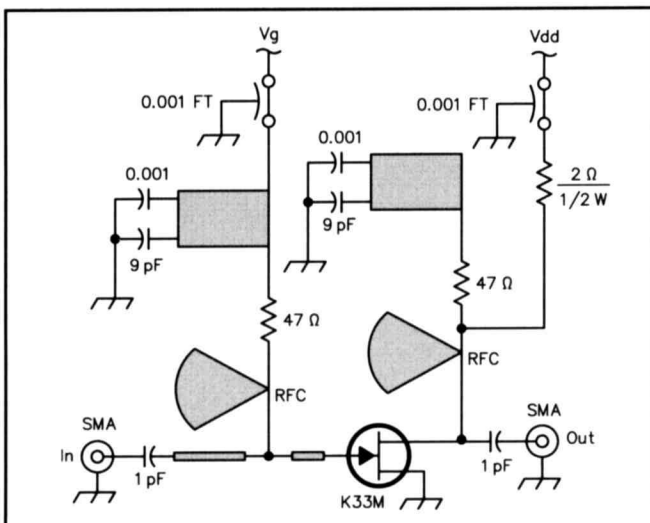 Vg
Vdd
0.001 FT
0.001 FT
0.001
0.001
2 Ω
1/2 W
9 pF
9 pF
47 Ω
47 Ω
RFC
RFC
SMA
SMA
In
Out
1 pF
1 pF
K33M